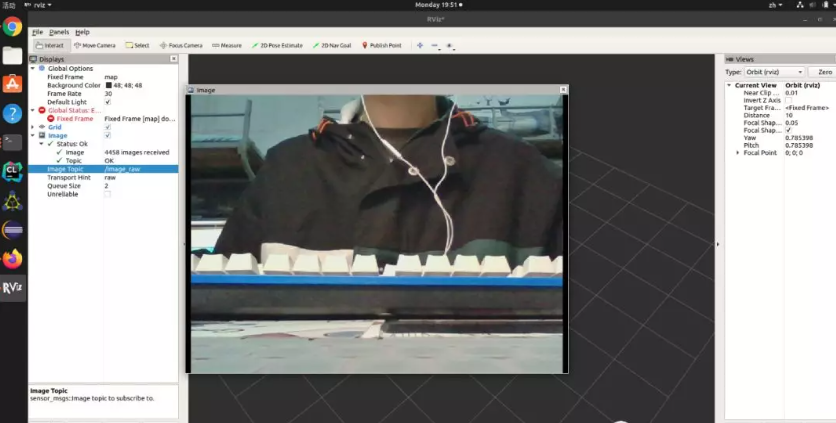 活动
rviz
Monday 19:51
zh
RViz*
File Panels Help
Interact Move Camera Select Focus Camera Measure 2D Pose Estimate 2D Nav Goal Publish Point
Displays
Global Options
Fixed Frame map
Background Color 48; 48; 48
Frame Rate 30
Default Light
Global Status: E...
Fixed Frame Fixed Frame [map] do...
Grid
Image
Status: Ok
Image 4458 images received
Topic OK
Image Topic /image_raw
Transport Hint raw
Queue Size 2
Unreliable
Image Topic
sensor_msgs::Image topic to subscribe to.
Image
CL
RViz
Views
Type: Orbit (rviz) Zero
Current View Orbit (rviz)
Near Clip ... 0.01
Invert Z Axis
Target Fra... <Fixed Frame>
Distance 10
Focal Shap... 0.05
Focal Shap...
Yaw 0.785398
Pitch 0.785398
Focal Point 0; 0; 0